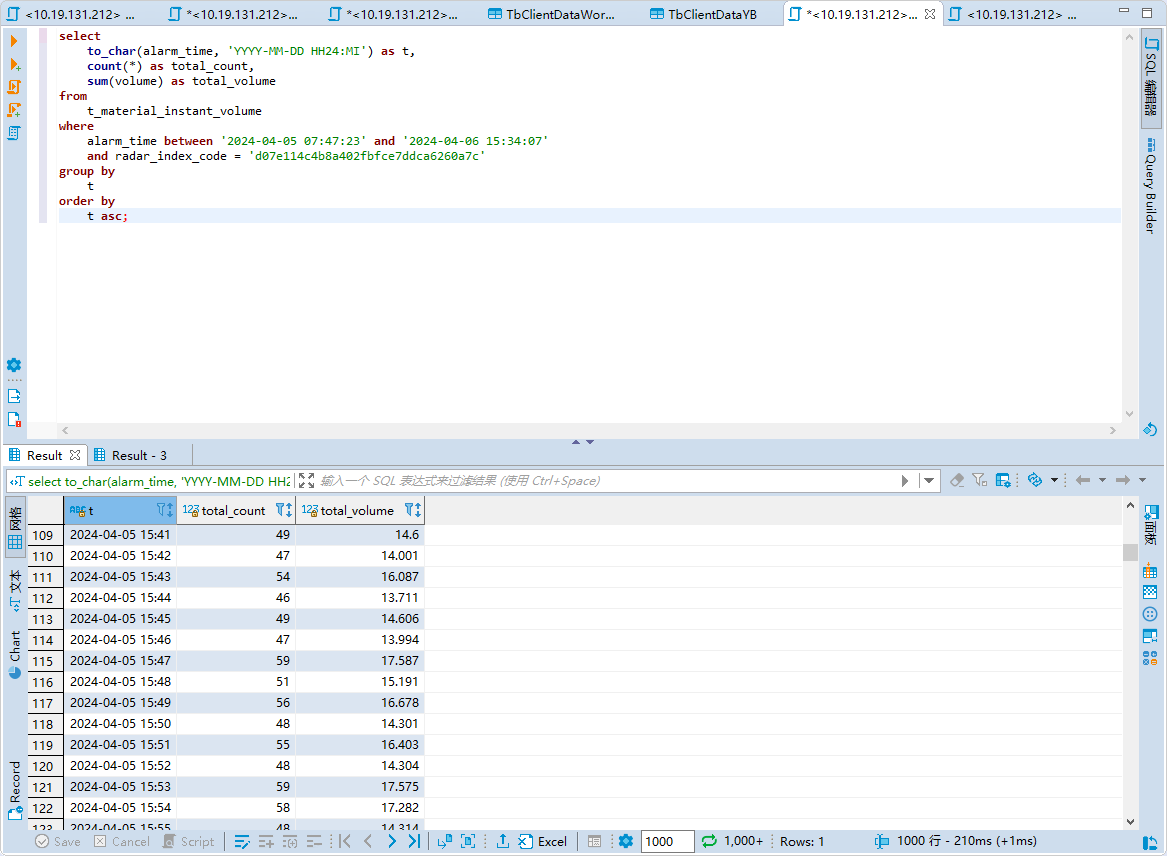 <10.19.131.212> ...
*<10.19.131.212>...
*<10.19.131.212>...
TbClientDataWor...
TbClientDataYB
*<10.19.131.212>...
<10.19.131.212> ...
select
to_char(alarm_time, 'YYYY-MM-DD HH24:MI') as t,
count(*) as total_count,
sum(volume) as total_volume
from
t_material_instant_volume
where
alarm_time between '2024-04-05 07:47:23' and '2024-04-06 15:34:07'
and radar_index_code = 'd07e114c4b8a402fbfce7ddca6260a7c'
group by
t
order by
t asc;
SQL 编辑器
Query Builder
Result
Result - 3
select to_char(alarm_time, 'YYYY-MM-DD HH2
输入一个 SQL 表达式来过滤结果 (使用 Ctrl+Space)
网格
文本
Chart
Record
面板
ABC t 123 total_count 123 total_volume
109 2024-04-05 15:41 49 14.6
110 2024-04-05 15:42 47 14.001
111 2024-04-05 15:43 54 16.087
112 2024-04-05 15:44 46 13.711
113 2024-04-05 15:45 49 14.606
114 2024-04-05 15:46 47 13.994
115 2024-04-05 15:47 59 17.587
116 2024-04-05 15:48 51 15.191
117 2024-04-05 15:49 56 16.678
118 2024-04-05 15:50 48 14.301
119 2024-04-05 15:51 55 16.403
120 2024-04-05 15:52 48 14.304
121 2024-04-05 15:53 59 17.575
122 2024-04-05 15:54 58 17.282
123 2024-04-05 15:55 48 14.314
Save Cancel Script Excel 1000 1,000+ Rows: 1 1000 行 - 210ms (+1ms)